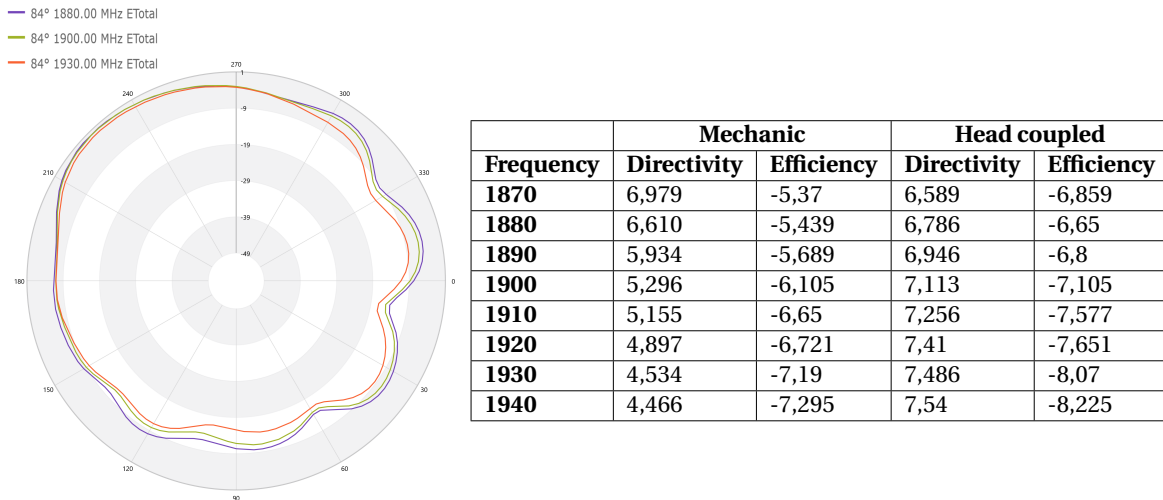 84° 1880.00 MHz ETotal
84° 1900.00 MHz ETotal
84° 1930.00 MHz ETotal
270
240
1
300
-9
-19
210
-29
330
-39
-49
180
0
150
30
120
60
90
Mechanic Head coupled
Frequency Directivity Efficiency Directivity Efficiency
1870 6,979 -5,37 6,589 -6,859
1880 6,610 -5,439 6,786 -6,65
1890 5,934 -5,689 6,946 -6,8
1900 5,296 -6,105 7,113 -7,105
1910 5,155 -6,65 7,256 -7,577
1920 4,897 -6,721 7,41 -7,651
1930 4,534 -7,19 7,486 -8,07
1940 4,466 -7,295 7,54 -8,225